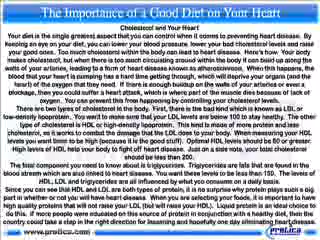 The Importance of a Good Diet on Your Heart
Cholesterol and Your Heart
Your diet is the single greatest aspect that you can control when it comes to preventing heart disease. By
keeping an eye on your diet, you can lower your blood pressure, lower your bad cholesterol levels and raise
your good ones. Too much cholesterol within the body can lead to heart disease. Here's how. Your body
makes cholesterol, but when there is too much circulating around within the body it can build up along the
walls of your arteries, leading to a form of heart disease known as atherosclerosis. When this happens, the
blood that your heart is pumping has a hard time getting through, which will deprive your organs (and the
heart) of the oxygen that they need. If there is enough buildup on the walls of your arteries or even a
blockage, then you could suffer a heart attack, which is where part of the muscle dies because of lack of
oxygen. You can prevent this from happening by controlling your cholesterol levels.
There are two types of cholesterol in the body. First, there is the bad kind which is known as LDL or
low-density lipoprotein. You want to make sure that your LDL levels are below 100 to stay healthy. The other
type of cholesterol is HDL or high-density lipoprotein. This kind is made of more protein and less
cholesterol, so it works to combat the damage that the LDL does to your body. When measuring your HDL
levels you want them to be high (because it is the good stuff). Optimal HDL levels should be 60 or greater.
High levels of HDL help your body to fight off heart disease. Just as a side note, your total cholesterol
should be less than 200.
The final component you need to know about is triglycerides. Triglycerides are fats that are found in the
blood stream which are also linked to heart disease. You want these levels to be less than 150. The levels of
HDL, LDL and triglycerides are all influenced by what you consume on a daily basis.
Since you can see that HDL and LDL are both types of protein, it is no surprise why protein plays such a big
part in whether or not you will have heart disease. When you are selecting your foods, it is important to have
high quality proteins that will not raise your LDL (but will raise your HDL). Liquid protein is an ideal choice to
do this. If more people were educated on this source of protein in conjunction with a healthy diet, then the
country could take a step in the right direction for lessening and hopefully one day eliminating heart disease.
www.protica.com
Protica